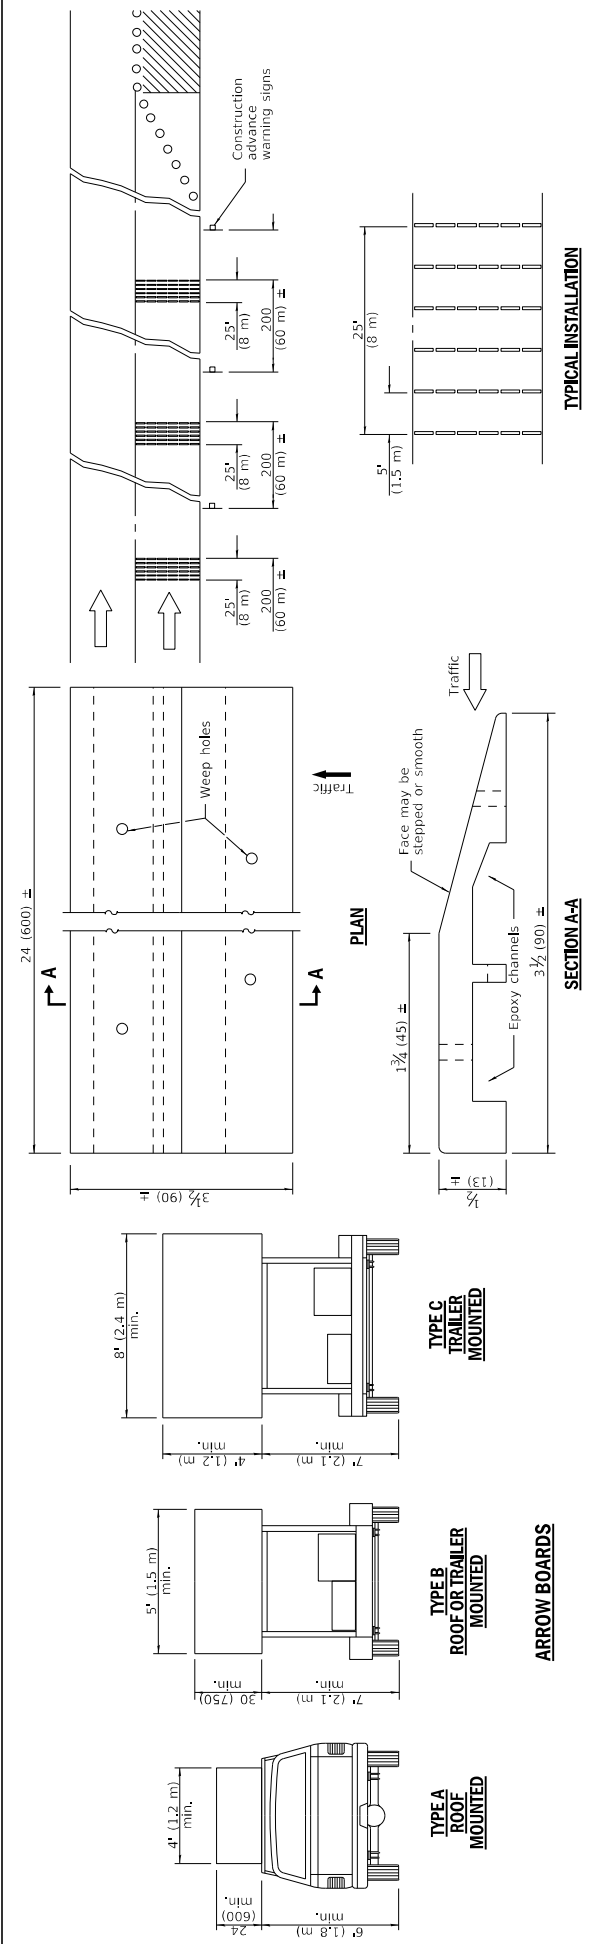 4' (1.2 m)
min.
24
(600)
min.
6' (1.8 m)
min.
TYPE A
ROOF
MOUNTED
5' (1.5 m)
min.
30 (750)
min.
7' (2.1 m)
min.
TYPE B
ROOF OR TRAILER
MOUNTED
8' (2.4 m)
min.
4' (1.2 m)
min.
7' (2.1 m)
min.
TYPE C
TRAILER
MOUNTED
ARROW BOARDS
24 (600) ±
A
A
3½ (90) ±
Weep holes
Traffic
PLAN
1¾ (45) ±
½
(13) ±
Face may be
stepped or smooth
Traffic
Epoxy channels
3½ (90) ±
SECTION A-A
25'
(8 m)
200
(60 m) ±
25'
(8 m)
200
(60 m) ±
25'
(8 m)
200
(60 m) ±
Construction
advance
warning signs
25'
(8 m)
5'
(1.5 m)
TYPICAL INSTALLATION